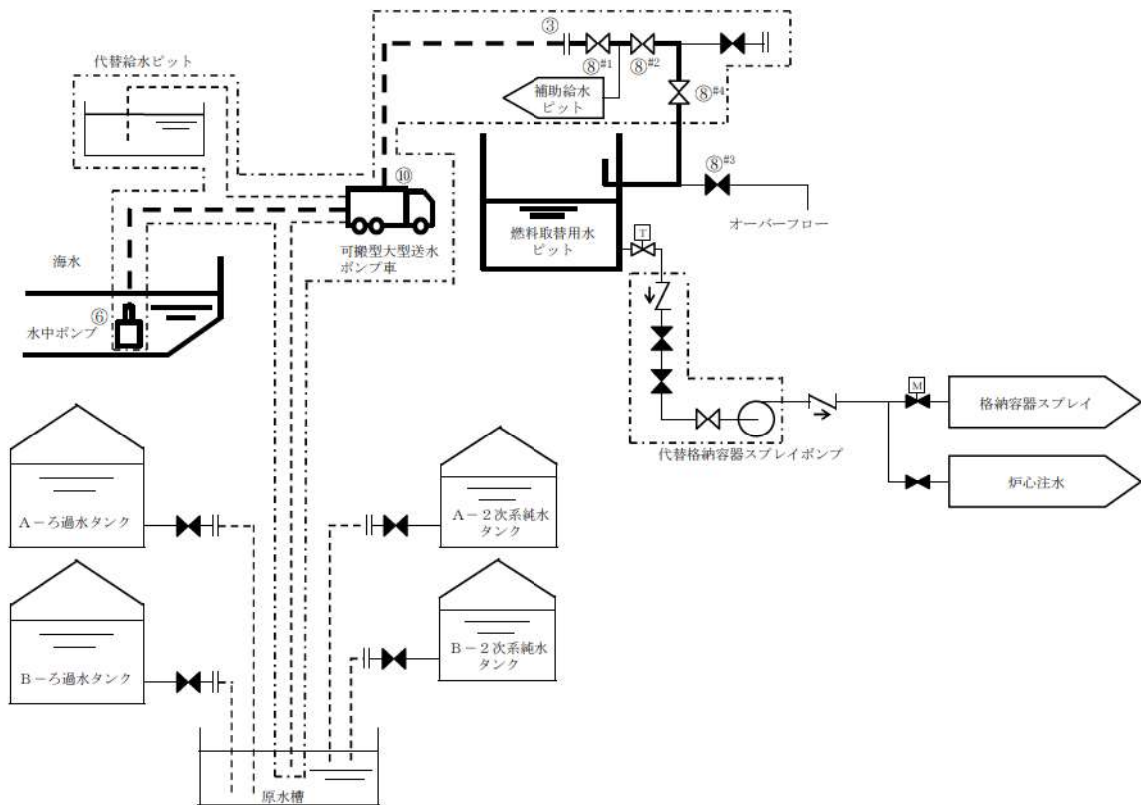 代替給水ピット
③
⑧#1
⑧#2
補助給水
ピット
⑧#4
⑩
⑧#3
オーバーフロー
可搬型大型送水
ポンプ車
燃料取替用水
ピット
T
海水
⑥
水中ポンプ
M
格納容器スプレイ
代替格納容器スプレイポンプ
炉心注水
A-ろ過水タンク
A-2次系純水
タンク
B-ろ過水タンク
B-2次系純水
タンク
原水槽